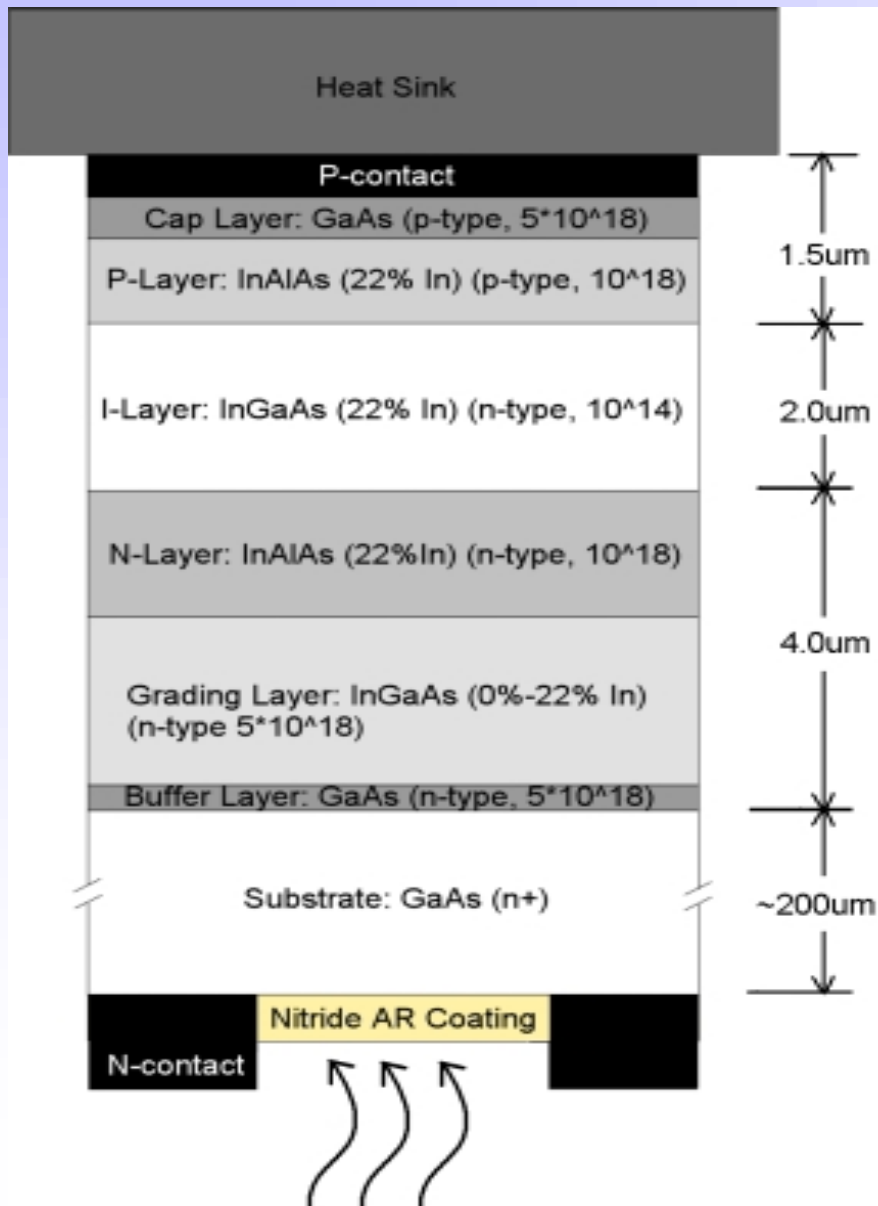 Heat Sink
P-contact
Cap Layer: GaAs (p-type, 5*10^18)
P-Layer: InAlAs (22% In) (p-type, 10^18)
1.5um
I-Layer: InGaAs (22% In) (n-type, 10^14)
2.0um
N-Layer: InAlAs (22%In) (n-type, 10^18)
4.0um
Grading Layer: InGaAs (0%-22% In)
(n-type 5*10^18)
Buffer Layer: GaAs (n-type, 5*10^18)
Substrate: GaAs (n+)
~200um
Nitride AR Coating
N-contact